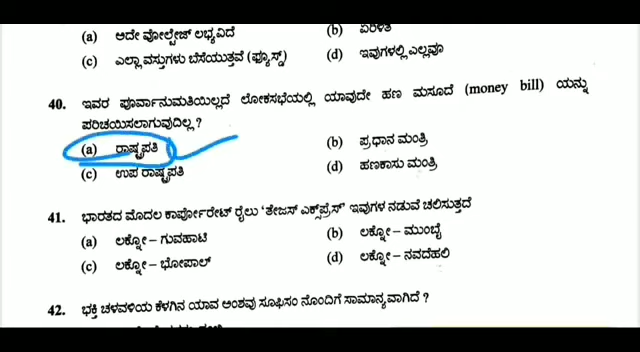 (a) ಅದೇ ವೋಲ್ಟೇಜ್ ಲಭ್ಯವಿದೆ (b) ಏರಿಳಿತ
(c) ಎಲ್ಲಾ ವಸ್ತುಗಳು ಬೆಸೆಯುತ್ತವೆ (ಫ್ಯೂಸ್ಡ್) (d) ಇವುಗಳಲ್ಲಿ ಎಲ್ಲವೂ
40. ಇವರ ಪೂರ್ವಾನುಮತಿಯಿಲ್ಲದೆ ಲೋಕಸಭೆಯಲ್ಲಿ ಯಾವುದೇ ಹಣ ಮಸೂದೆ (money bill) ಯನ್ನು
ಪರಿಚಯಿಸಲಾಗುವುದಿಲ್ಲ ?
(a) ರಾಷ್ಟ್ರಪತಿ (b) ಪ್ರಧಾನ ಮಂತ್ರಿ
(c) ಉಪ ರಾಷ್ಟ್ರಪತಿ (d) ಹಣಕಾಸು ಮಂತ್ರಿ
41. ಭಾರತದ ಮೊದಲ ಕಾರ್ಪೋರೇಟ್ ರೈಲು 'ತೇಜಸ್ ಎಕ್ಸ್‌ಪ್ರೆಸ್' ಇವುಗಳ ನಡುವೆ ಚಲಿಸುತ್ತದೆ
(a) ಲಕ್ನೋ – ಗುವಹಾಟಿ (b) ಲಕ್ನೋ – ಮುಂಬೈ
(c) ಲಕ್ನೋ – ಭೋಪಾಲ್ (d) ಲಕ್ನೋ – ನವದೆಹಲಿ
42. ಭಕ್ತಿ ಚಳವಳಿಯ ಕೆಳಗಿನ ಯಾವ ಅಂಶವು ಸೂಫಿಸಂ ನೊಂದಿಗೆ ಸಾಮಾನ್ಯವಾಗಿದೆ ?